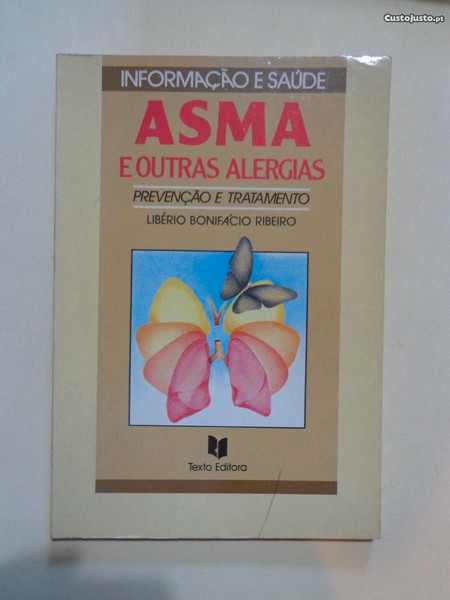 CustoJusto.pt
INFORMAÇÃO E SAÚDE
ASMA
E OUTRAS ALERGIAS
PREVENÇÃO E TRATAMENTO
LIBÉRIO BONIFÁCIO RIBEIRO
Texto Editora